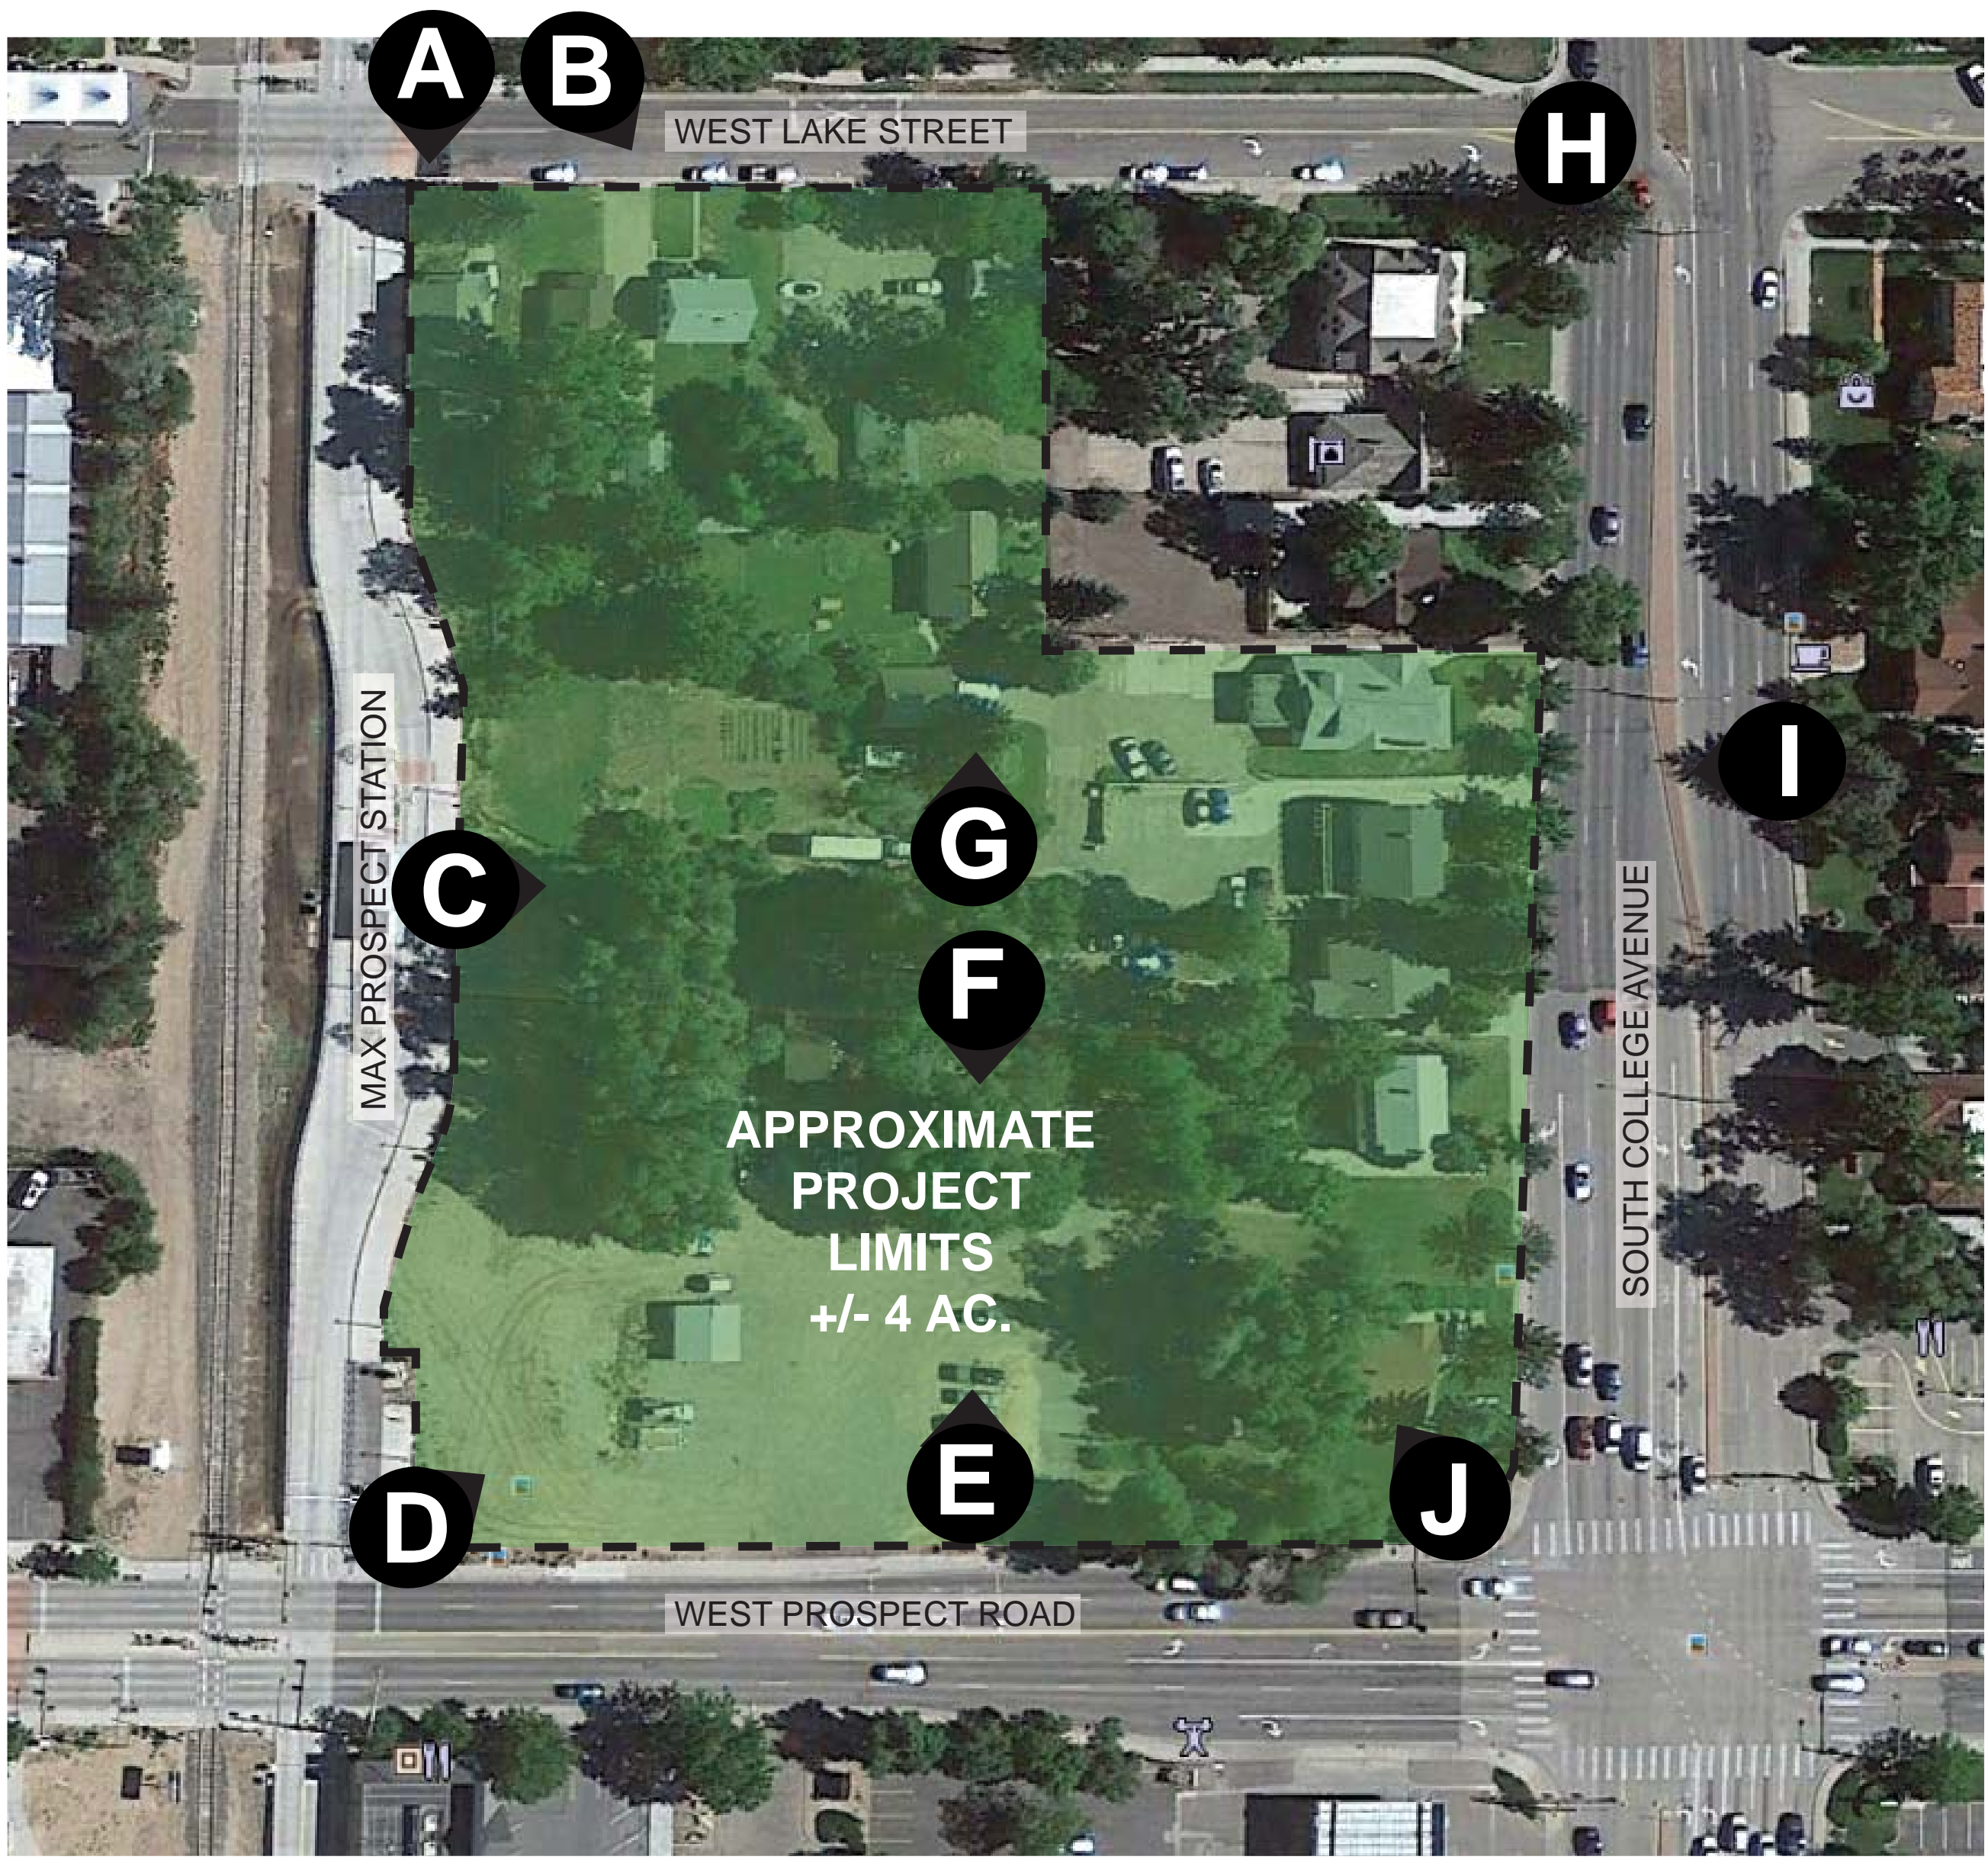 A
B
WEST LAKE STREET
H
MAX PROSPECT STATION
I
C
G
F
SOUTH COLLEGE AVENUE
APPROXIMATE
PROJECT
LIMITS
+/- 4 AC.
E
J
D
WEST PROSPECT ROAD